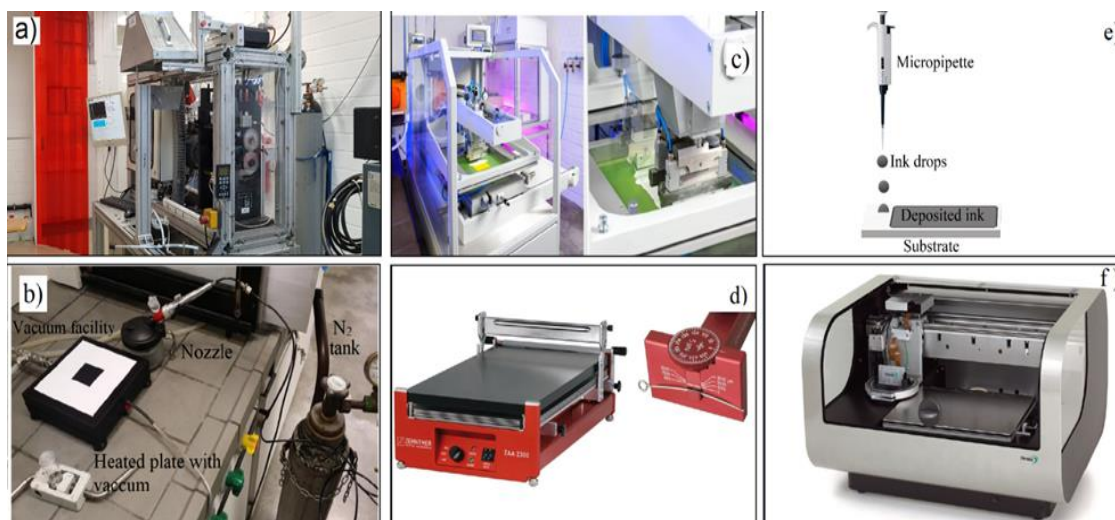 a)
c)
e)
Micropipette
Ink drops
Deposited ink
Substrate
b)
Vacuum facility
Nozzle
N₂
tank
Heated plate with
vaccum
d)
ZEHNTNER
ZAA 2300
f)